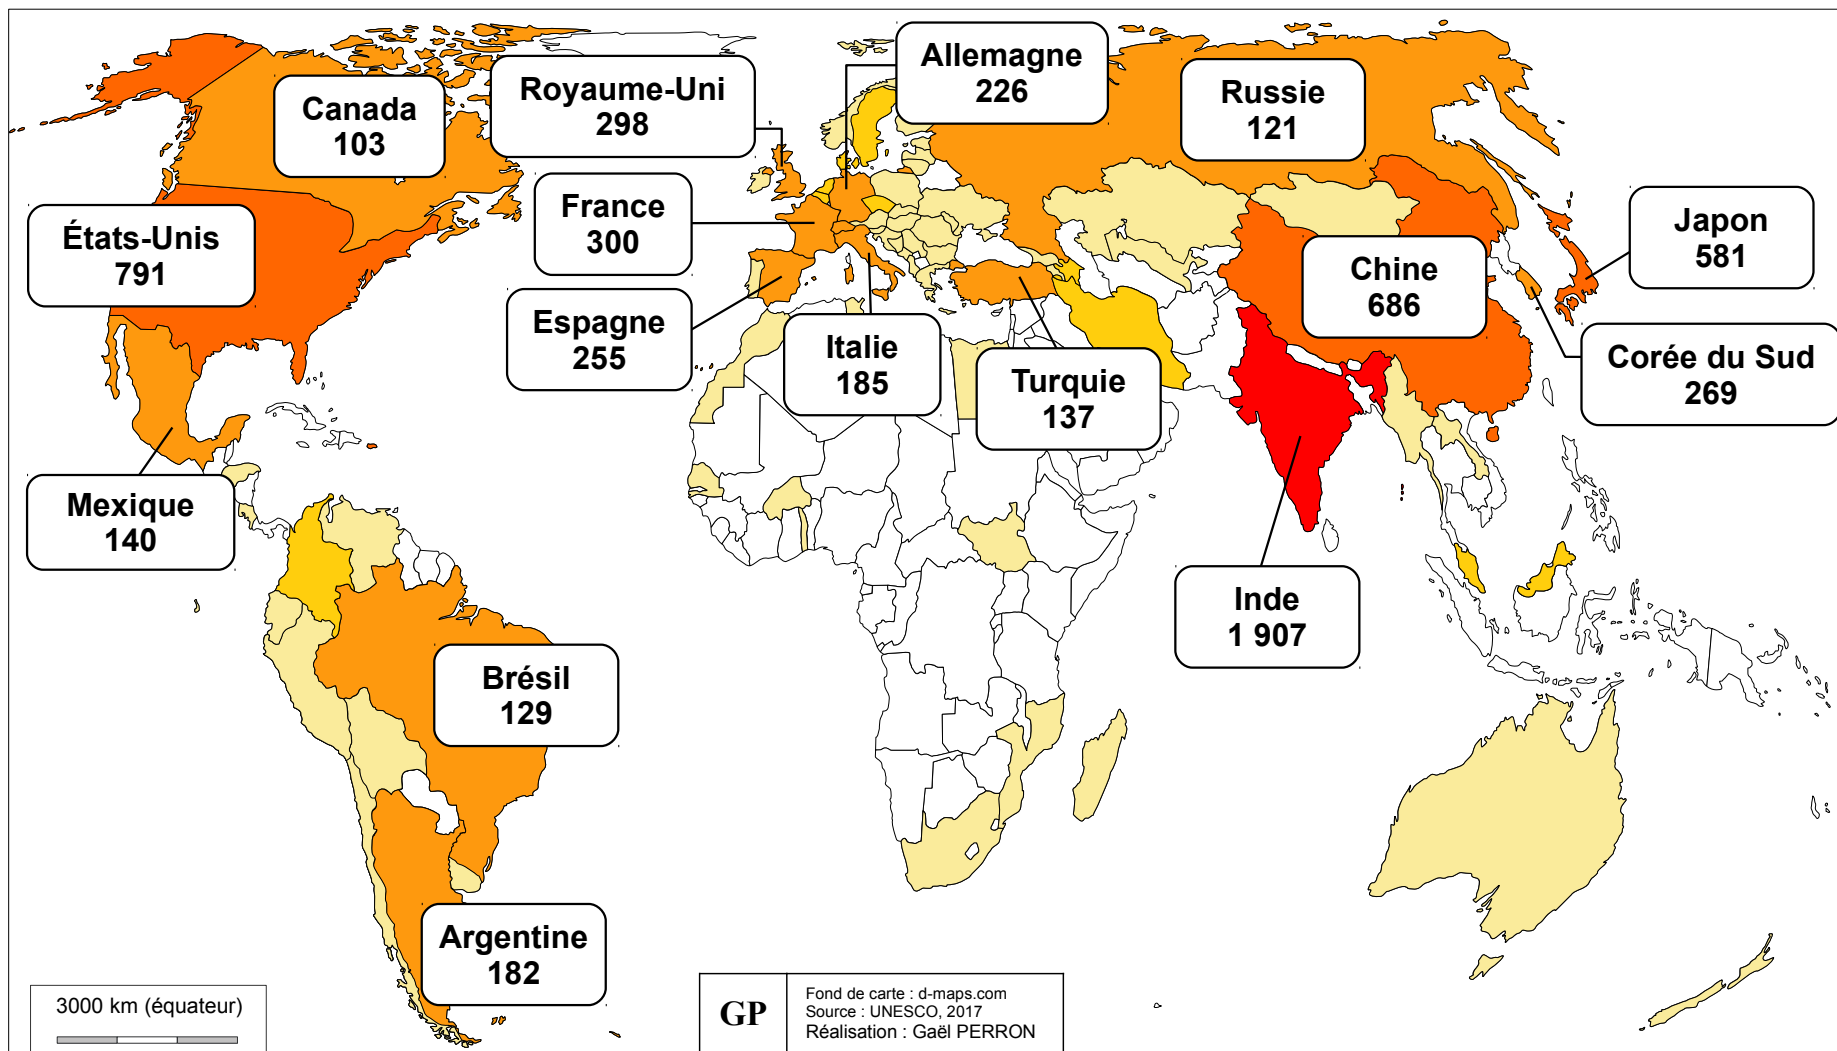 Allemagne
226
Royaume-Uni
298
Russie
121
Canada
103
France
300
États-Unis
791
Japon
581
Chine
686
Espagne
255
Italie
185
Turquie
137
Corée du Sud
269
Mexique
140
Inde
1 907
Brésil
129
Argentine
182
3000 km (équateur)
GP
Fond de carte : d-maps.com
Source : UNESCO, 2017
Réalisation : Gaël PERRON